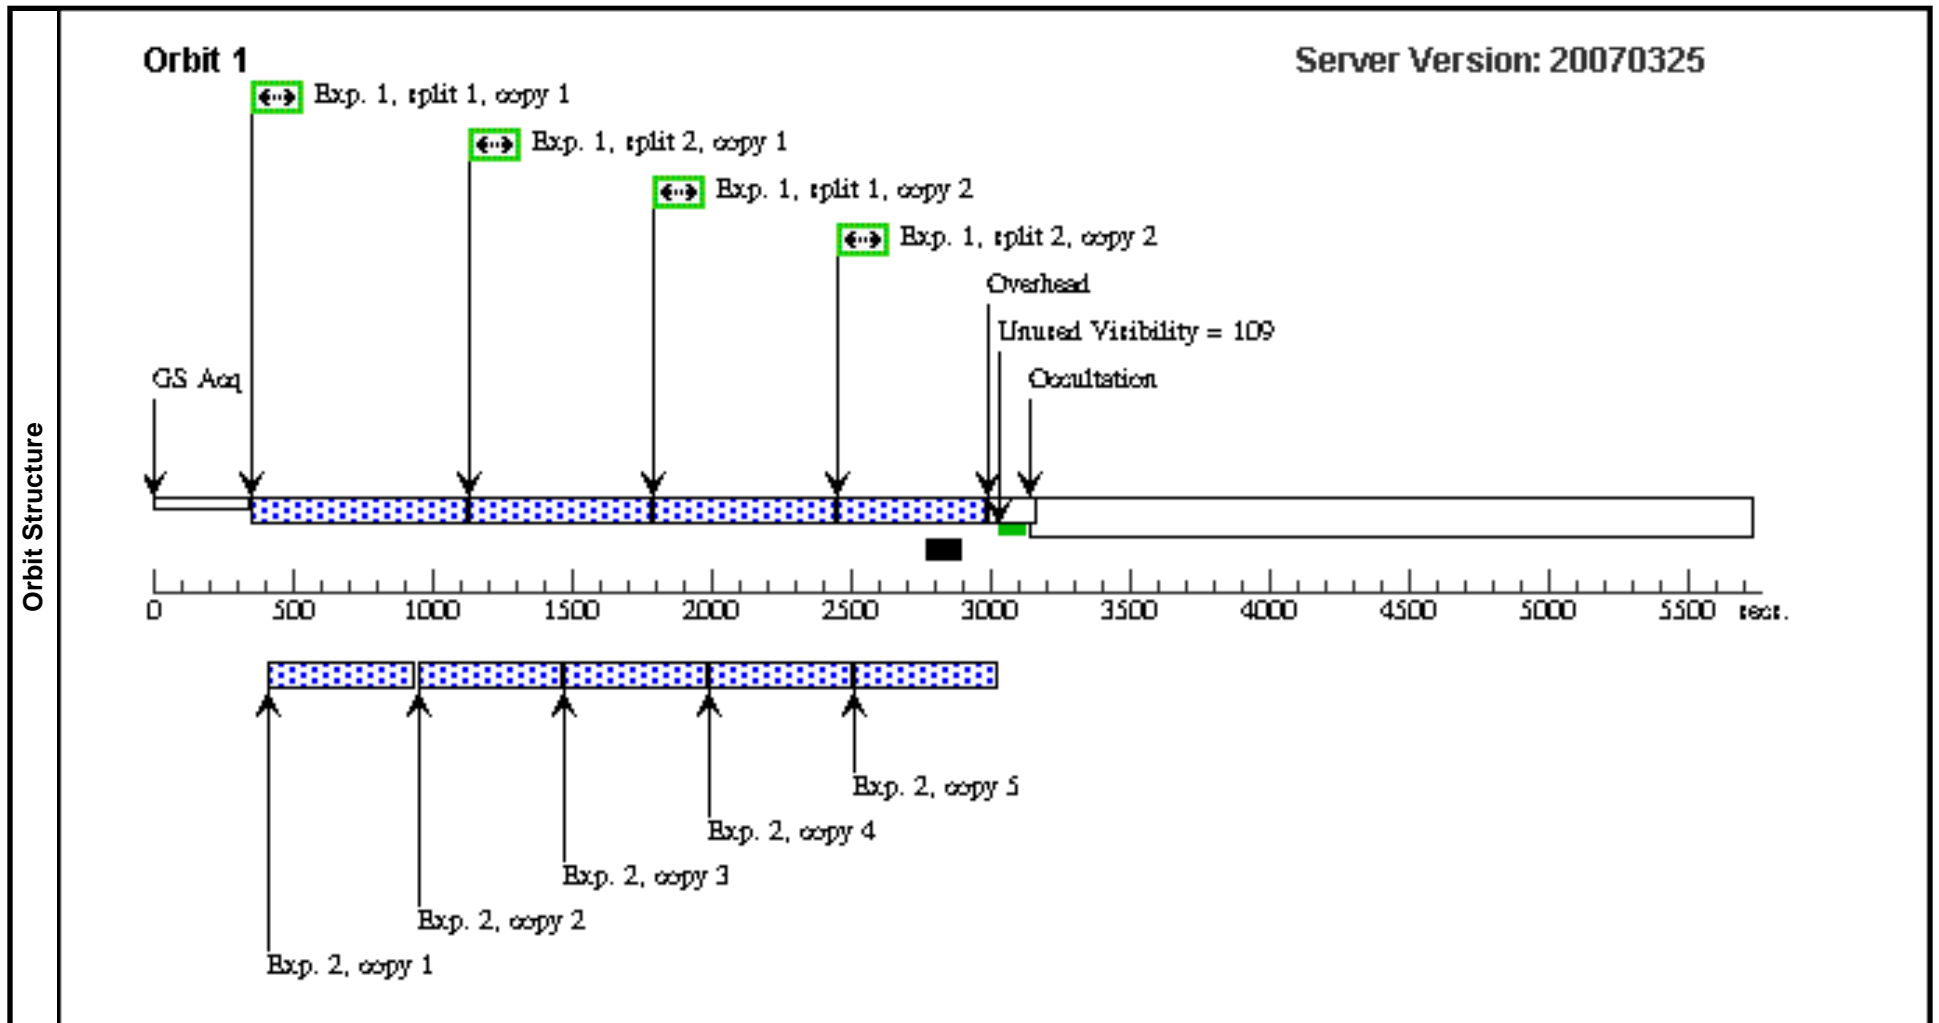 Orbit Structure
Orbit 1
Server Version: 20070325
Exp. 1, split 1, copy 1
Exp. 1, split 2, copy 1
Exp. 1, split 1, copy 2
Exp. 1, split 2, copy 2
Overhead
Unused Visibility = 109
GS Acq
Occultation
0 500 1000 1500 2000 2500 3000 3500 4000 4500 5000 5500 secs.
Exp. 2, copy 5
Exp. 2, copy 4
Exp. 2, copy 3
Exp. 2, copy 2
Exp. 2, copy 1